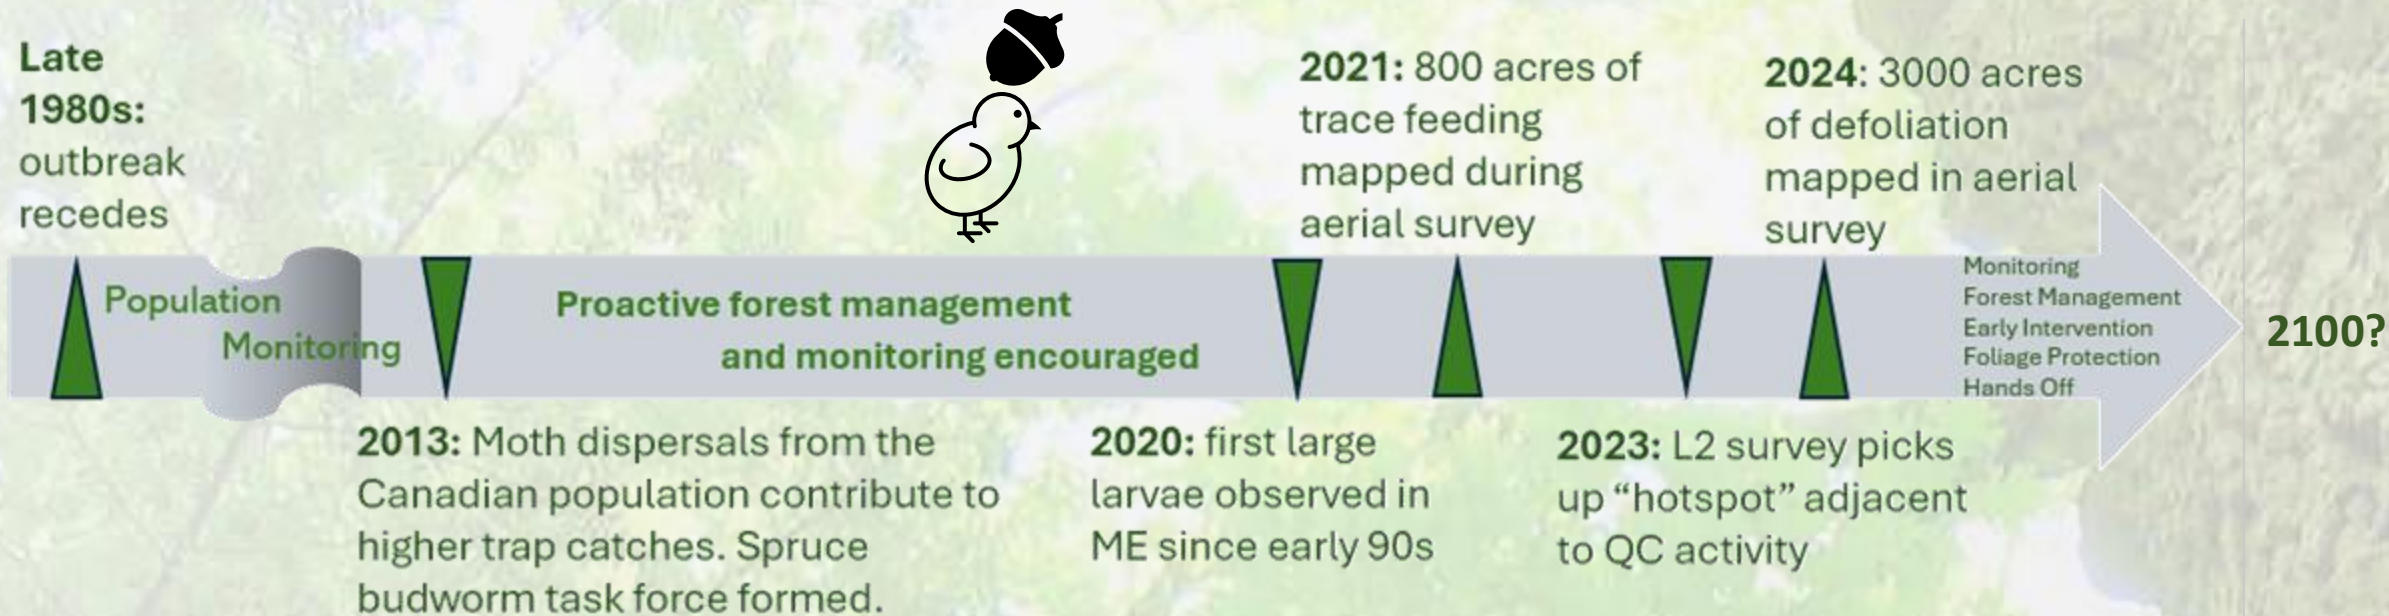 Late
1980s:
outbreak
recedes
2021: 800 acres of
trace feeding
mapped during
aerial survey
2024: 3000 acres
of defoliation
mapped in aerial
survey
Population
Monitoring
Proactive forest management
and monitoring encouraged
Monitoring
Forest Management
Early Intervention
Foliage Protection
Hands Off
2100?
2013: Moth dispersals from the
Canadian population contribute to
higher trap catches. Spruce
budworm task force formed.
2020: first large
larvae observed in
ME since early 90s
2023: L2 survey picks
up “hotspot” adjacent
to QC activity